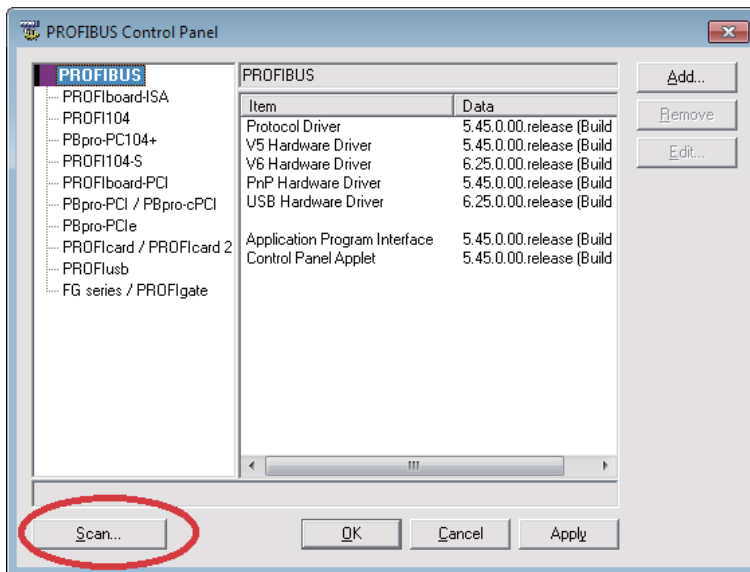 PROFIBUS Control Panel
PROFIBUS
PROFIboard-ISA
PROFI104
PBpro-PC104+
PROFI104-S
PROFIboard-PCI
PBpro-PCI / PBpro-cPCI
PBpro-PCIe
PROFIcard / PROFIcard 2
PROFIusb
FG series / PROFIgate
PROFIBUS
Item Data
Protocol Driver 5.45.0.00.release (Build
V5 Hardware Driver 5.45.0.00.release (Build
V6 Hardware Driver 6.25.0.00.release (Build
PnP Hardware Driver 5.45.0.00.release (Build
USB Hardware Driver 6.25.0.00.release (Build
Application Program Interface 5.45.0.00.release (Build
Control Panel Applet 5.45.0.00.release (Build
Add...
Remove
Edit...
Scan...
OK
Cancel
Apply